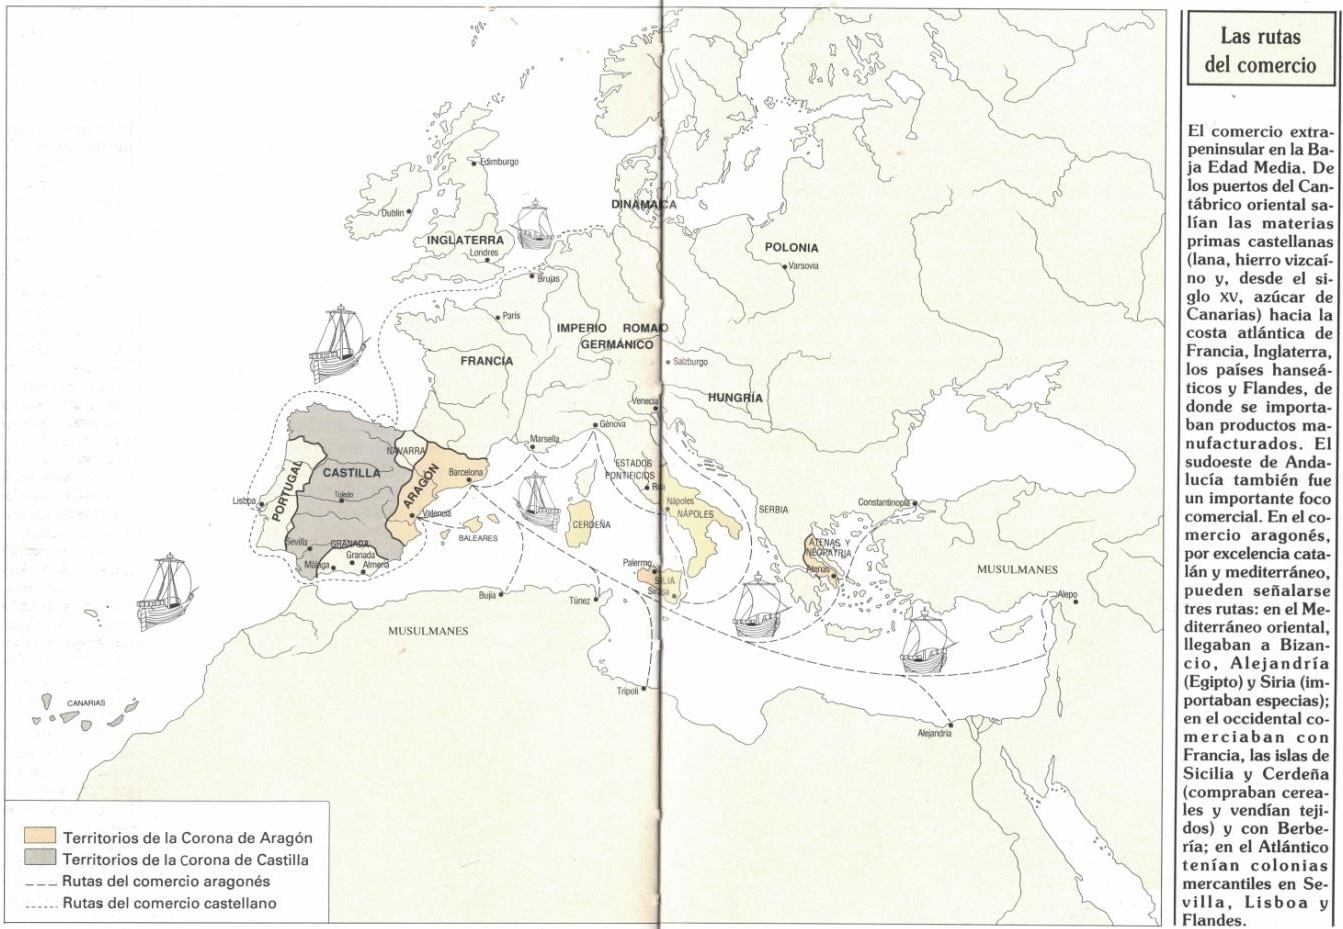 Las rutas
del comercio
El comercio extra-
peninsular en la Ba-
ja Edad Media. De
los puertos del Can-
tábrico oriental sa-
lían las materias
primas castellanas
(lana, hierro vizcaí-
no y, desde el si-
glo XV, azúcar de
Canarias) hacia la
costa atlántica de
Francia, Inglaterra,
los países hanseá-
ticos y Flandes, de
donde se importa-
ban productos ma-
nufacturados. El
sudoeste de Anda-
lucía también fue
un importante foco
comercial. En el co-
mercio aragonés,
por excelencia cata-
lán y mediterráneo,
pueden señalarse
tres rutas: en el Me-
diterráneo oriental,
llegaban a Bizan-
cio, Alejandría
(Egipto) y Siria (im-
portaban especias);
en el occidental co-
merciaban con
Francia, las islas de
Sicilia y Cerdeña
(compraban cerea-
les y vendían teji-
dos) y con Berbe-
ría; en el Atlántico
tenían colonias
mercantiles en Se-
villa, Lisboa y
Flandes.
Edimburgo
Dublin
DINAMARCA
INGLATERRA
Londres
POLONIA
Varsovia
Brujas
París
IMPERIO ROMANO
GERMÁNICO
FRANCIA
Salzburgo
HUNGRÍA
Venecia
Génova
Marsella
NAVARRA
CASTILLA
ARAGÓN
Barcelona
PORTUGAL
ESTADOS
PONTIFICIOS
Toledo
Lisboa
Valencia
Nápoles
NÁPOLES
SERBIA
Constantinopla
CERDEÑA
BALEARES
Sevilla
GRANADA
Granada
Málaga
Almería
ATENAS Y
NEOPATRIA
Atenas
Palermo
MUSULMANES
Bujía
Túnez
Alepo
MUSULMANES
Trípoli
CANARIAS
Alejandría
Territorios de la Corona de Aragón
Territorios de la Corona de Castilla
Rutas del comercio aragonés
Rutas del comercio castellano